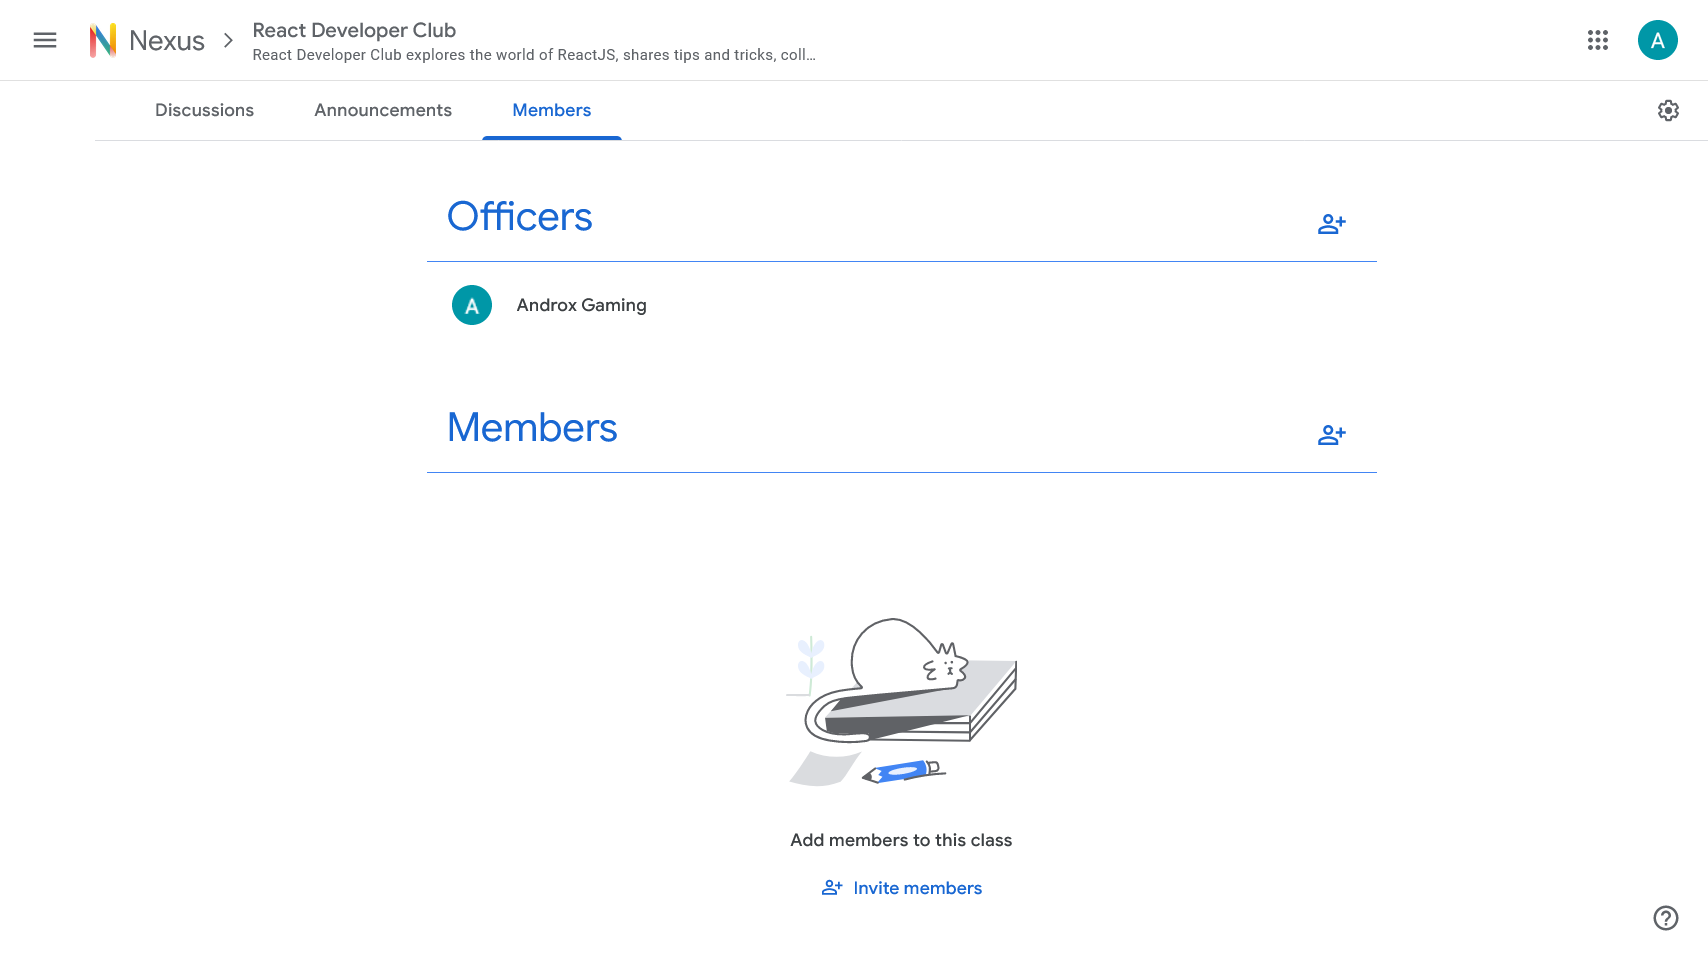 Nexus
React Developer Club
React Developer Club explores the world of ReactJS, shares tips and tricks, coll...
A
Discussions
Announcements
Members
Officers
A
Androx Gaming
Members
Add members to this class
Invite members